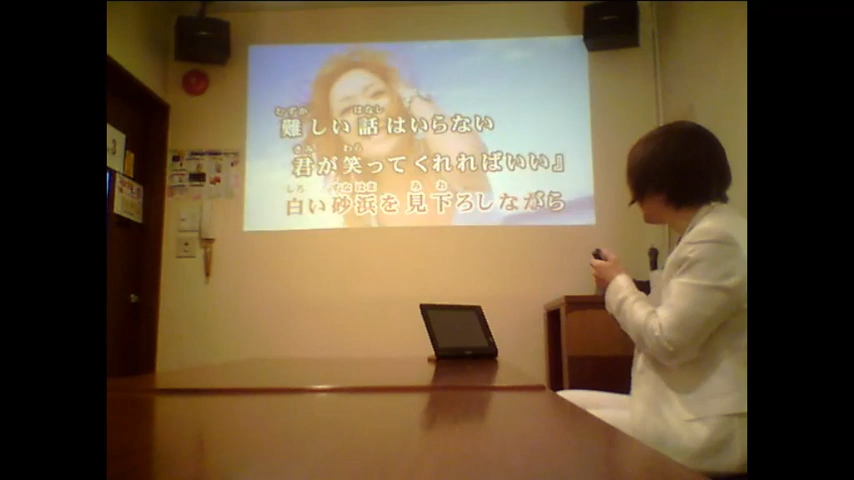 難しい話はいらない
君が笑ってくれればいい』
白い砂浜を見下ろしながら